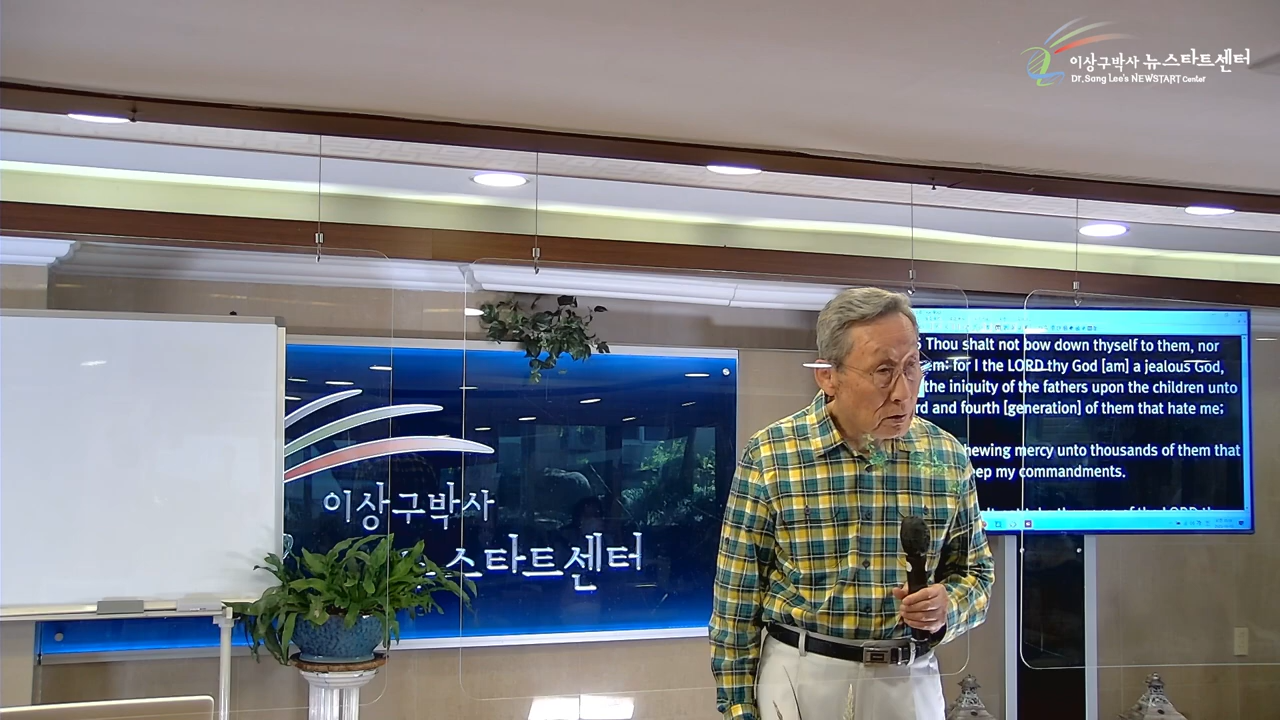 이상구박사 뉴스타트센터
Dr. Sang Lee's NEWSTART Center
Thou shalt not bow down thyself to them, nor
for I the LORD thy God [am] a jealous God,
the iniquity of the fathers upon the children unto
and fourth [generation] of them that hate me;
mercy unto thousands of them that
my commandments.
이상구박사
스타트센터